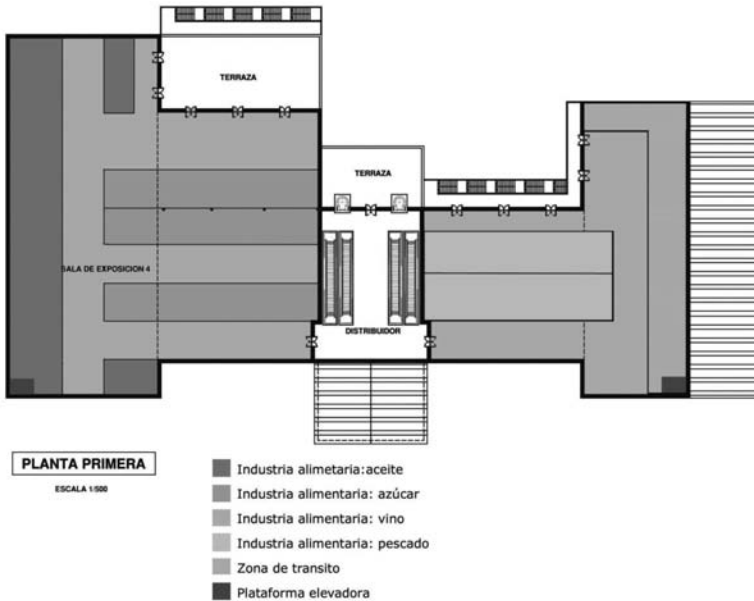 TERRAZA
TERRAZA
SALA DE EXPOSICION 4
DISTRIBUIDOR
PLANTA PRIMERA
ESCALA 1/500
Industria alimetaria:aceite
Industria alimentaria: azúcar
Industria alimentaria: vino
Industria alimentaria: pescado
Zona de transito
Plataforma elevadora